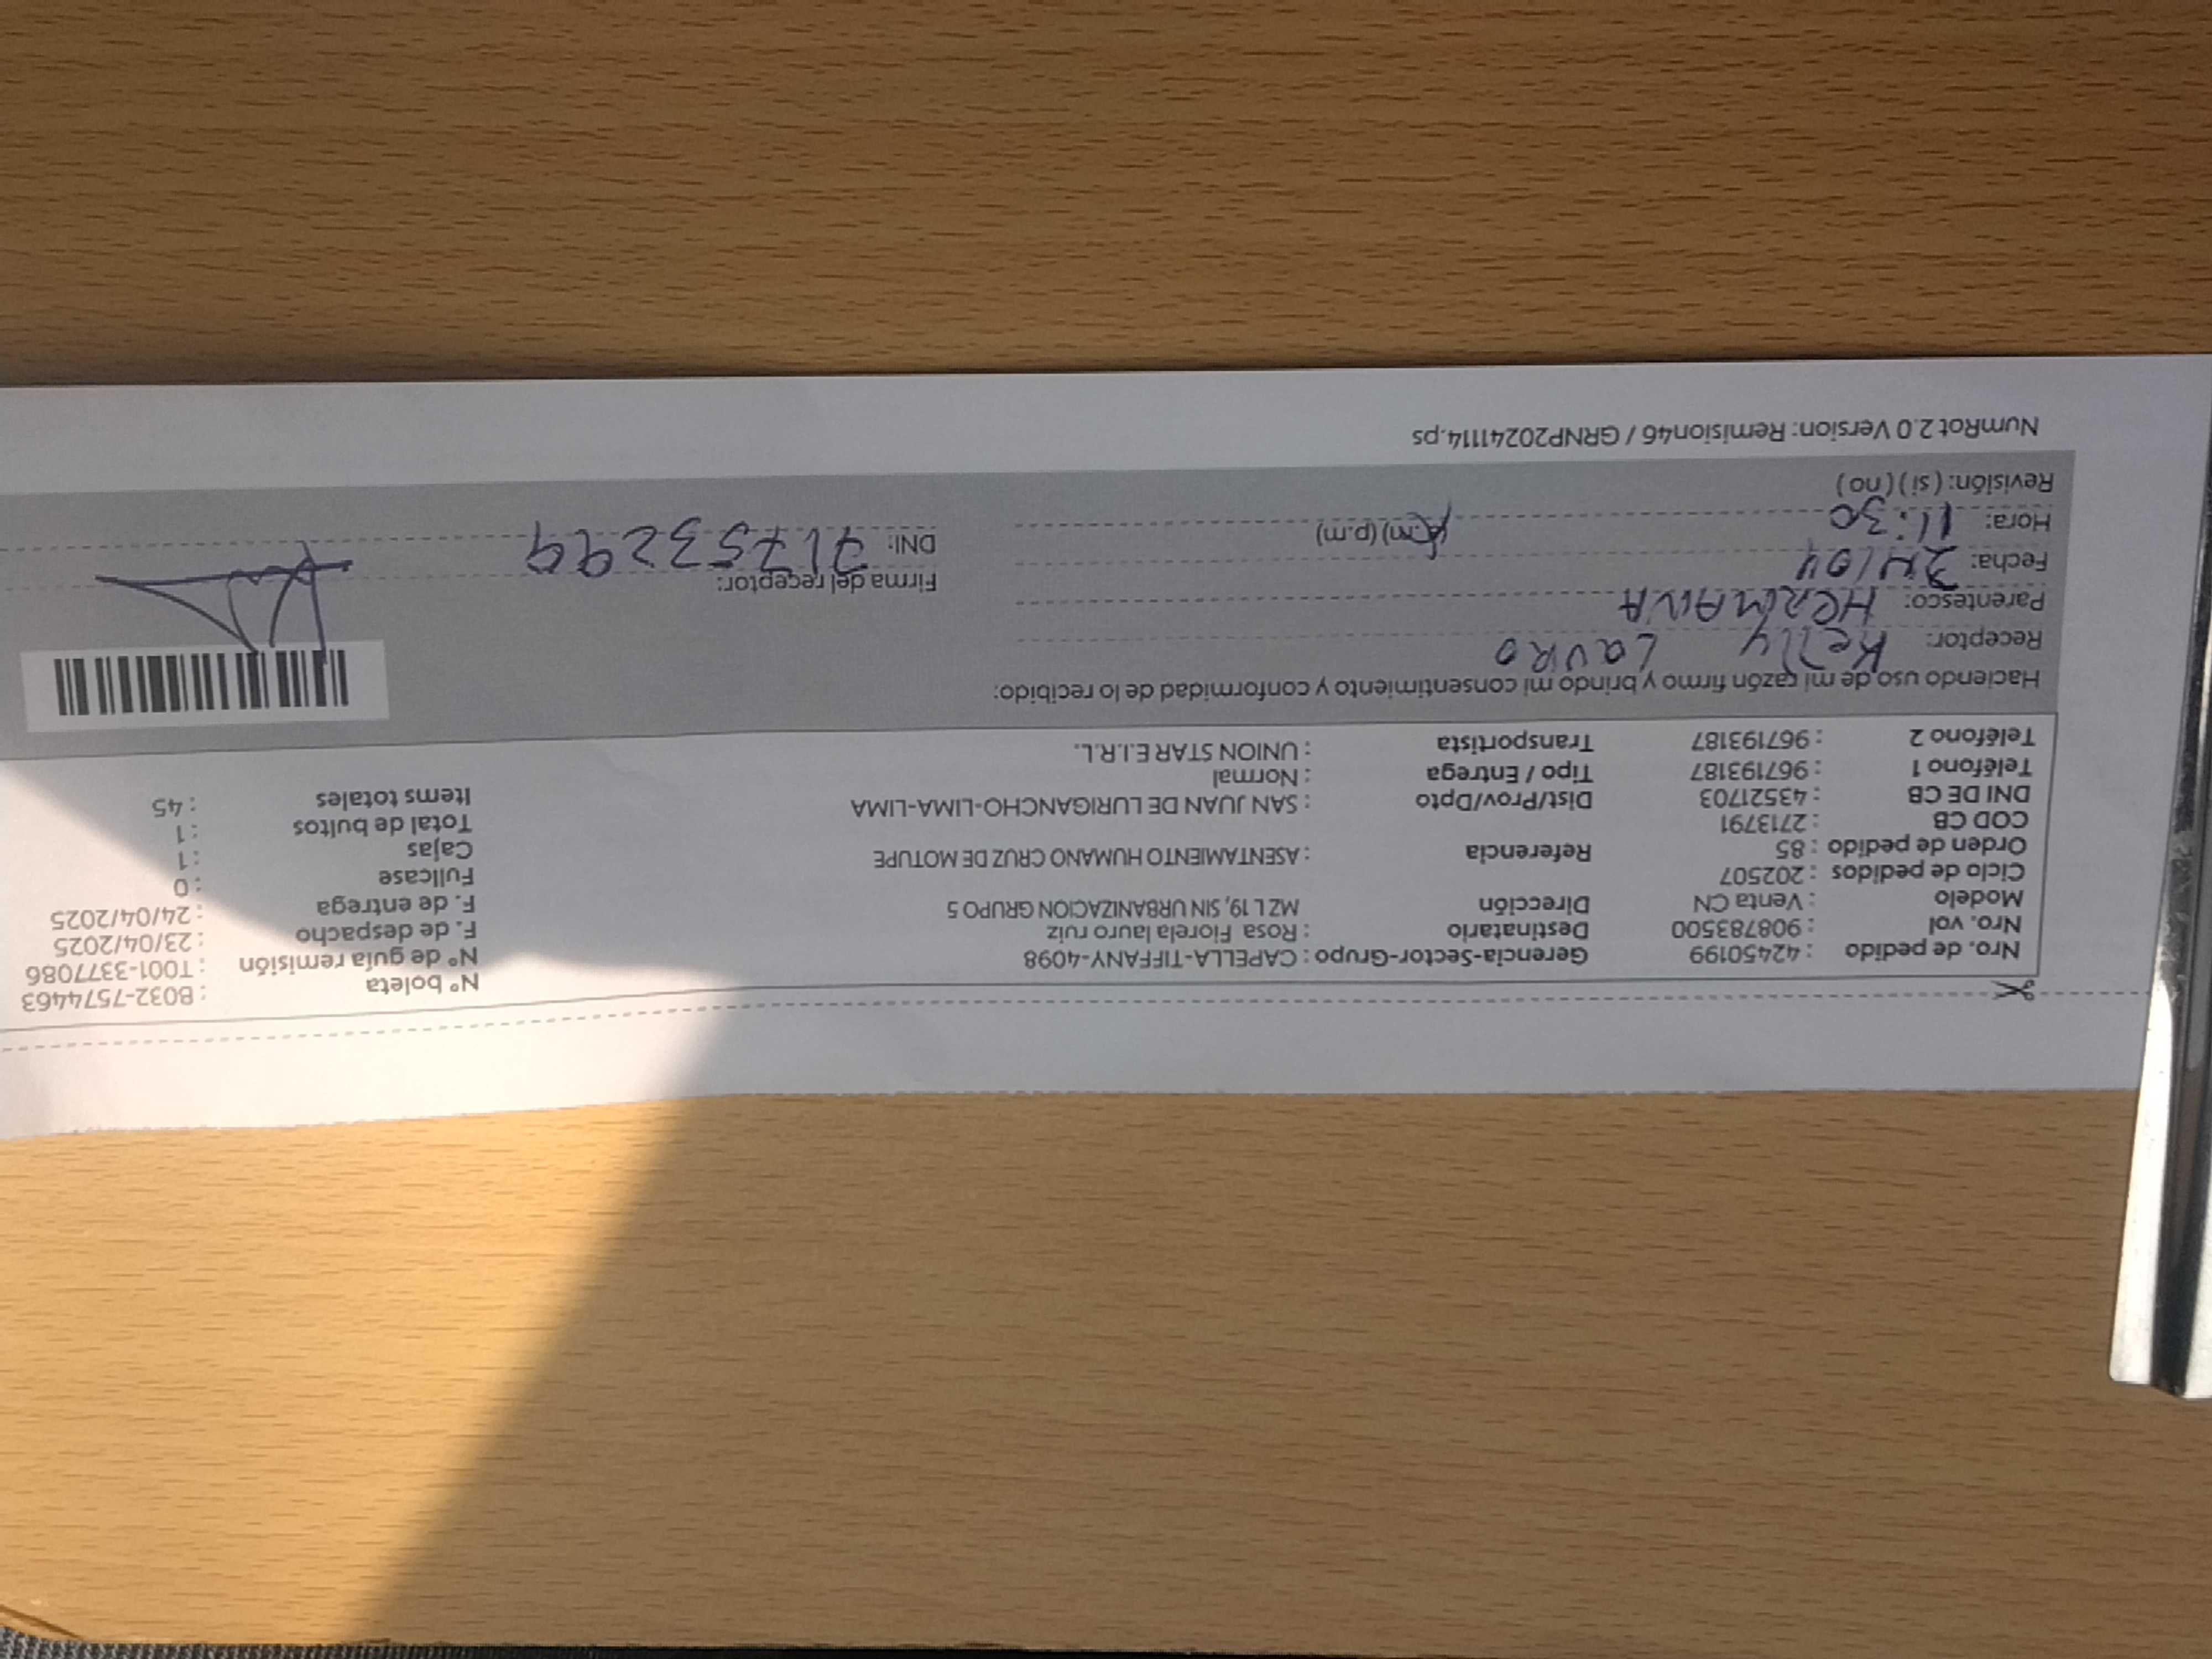 Nro. de pedido : 42450199
Nro. vol : 908783500
Modelo : Venta CN
Ciclo de pedidos : 202507
Orden de pedido : 85
COD CB : 2713791
DNI DE CB : 43521703
Teléfono 1 : 967193187
Teléfono 2 : 967193187
Gerencia-Sector-Grupo : CAPELLA-TIFFANY-4098
Destinatario : Rosa Fiorela lauro ruiz
Dirección MZ L 19, SIN URBANIZACION GRUPO 5
Referencia : ASENTAMIENTO HUMANO CRUZ DE MOTUPE
Dist/Prov/Dpto : SAN JUAN DE LURIGANCHO-LIMA-LIMA
Tipo / Entrega : Normal
Transportista : UNION STAR E.I.R.L.
N° boleta : B032-7574463
N° de guía remisión : T001-3377086
F. de despacho : 23/04/2025
F. de entrega : 24/04/2025
Fullcase : 0
Cajas : 1
Total de bultos : 1
Items totales : 45
Haciendo uso de mi razón firmo y brindo mi consentimiento y conformidad de lo recibido:
Receptor: Kelly Lauro
Parentesco: HERMANA
Fecha: 24/04
Hora: 11:30 (a.m) (p.m)
Revisión: (si) (no)
Firma del receptor:
DNI: 71753299
NumRot 2.0 Version: Remision46 / GRNP20241114.ps